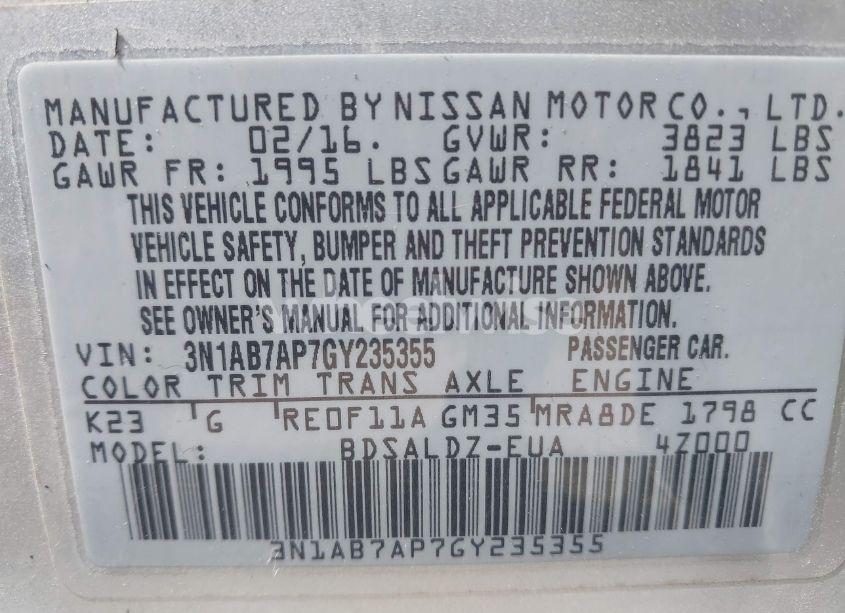 MANUFACTURED BY NISSAN MOTOR CO., LTD.
DATE: 02/16. GVWR: 3823 LBS
GAWR FR: 1995 LBS GAWR RR: 1841 LBS
THIS VEHICLE CONFORMS TO ALL APPLICABLE FEDERAL MOTOR
VEHICLE SAFETY, BUMPER AND THEFT PREVENTION STANDARDS
IN EFFECT ON THE DATE OF MANUFACTURE SHOWN ABOVE.
SEE OWNER'S MANUAL FOR ADDITIONAL INFORMATION.
VIN: 3N1AB7AP7GY235355 PASSENGER CAR.
COLOR TRIM TRANS AXLE ENGINE
K23 G RE0F11A GM35 MRA8DE 1798 CC
MODEL: BDSALDZ-EUA 4Z000
3N1AB7AP7GY235355